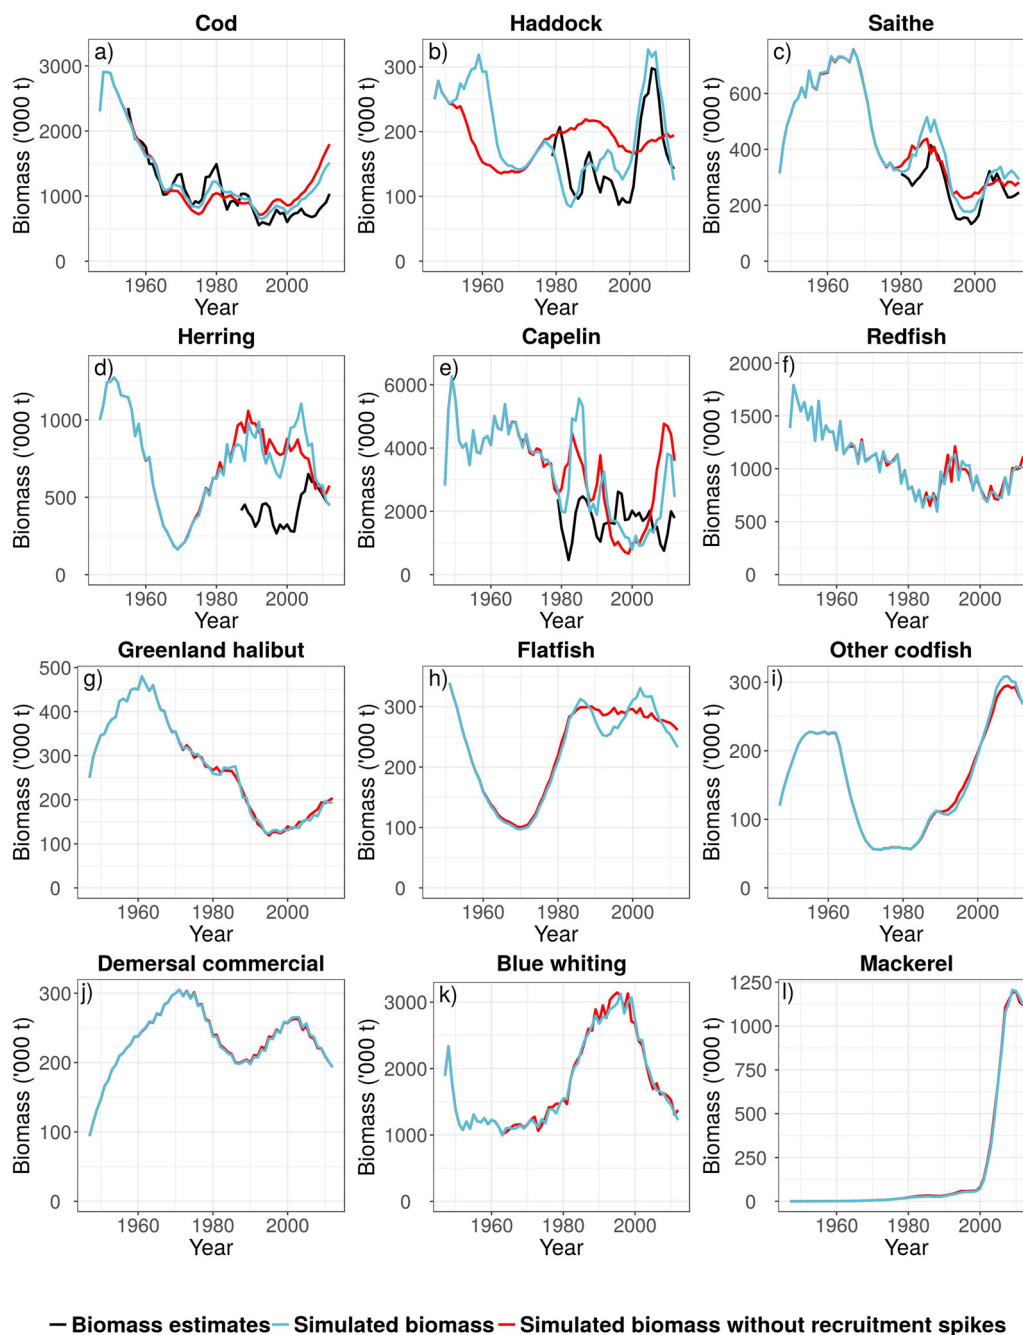 Cod
Haddock
Saithe
a)
b)
c)
Biomass ('000 t)
3000
2000
1000
0
1960
1980
2000
Year
Biomass ('000 t)
300
200
100
0
1960
1980
2000
Year
Biomass ('000 t)
600
400
200
0
1960
1980
2000
Year
Herring
Capelin
Redfish
d)
e)
f)
Biomass ('000 t)
1000
500
0
1960
1980
2000
Year
Biomass ('000 t)
6000
4000
2000
0
1960
1980
2000
Year
Biomass ('000 t)
2000
1500
1000
500
0
1960
1980
2000
Year
Greenland halibut
Flatfish
Other codfish
g)
h)
i)
Biomass ('000 t)
500
400
300
200
100
0
1960
1980
2000
Year
Biomass ('000 t)
300
200
100
0
1960
1980
2000
Year
Biomass ('000 t)
300
200
100
0
1960
1980
2000
Year
Demersal commercial
Blue whiting
Mackerel
j)
k)
l)
Biomass ('000 t)
300
200
100
0
1960
1980
2000
Year
Biomass ('000 t)
3000
2000
1000
0
1960
1980
2000
Year
Biomass ('000 t)
1250
1000
750
500
250
0
1960
1980
2000
Year
Biomass estimates Simulated biomass Simulated biomass without recruitment spikes